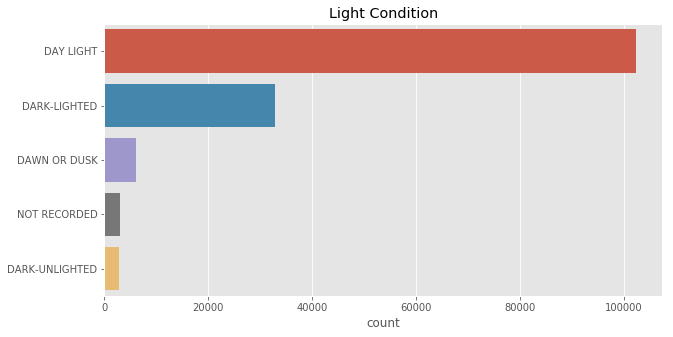 Light Condition
DAY LIGHT
DARK-LIGHTED
DAWN OR DUSK
NOT RECORDED
DARK-UNLIGHTED
0 20000 40000 60000 80000 100000
count